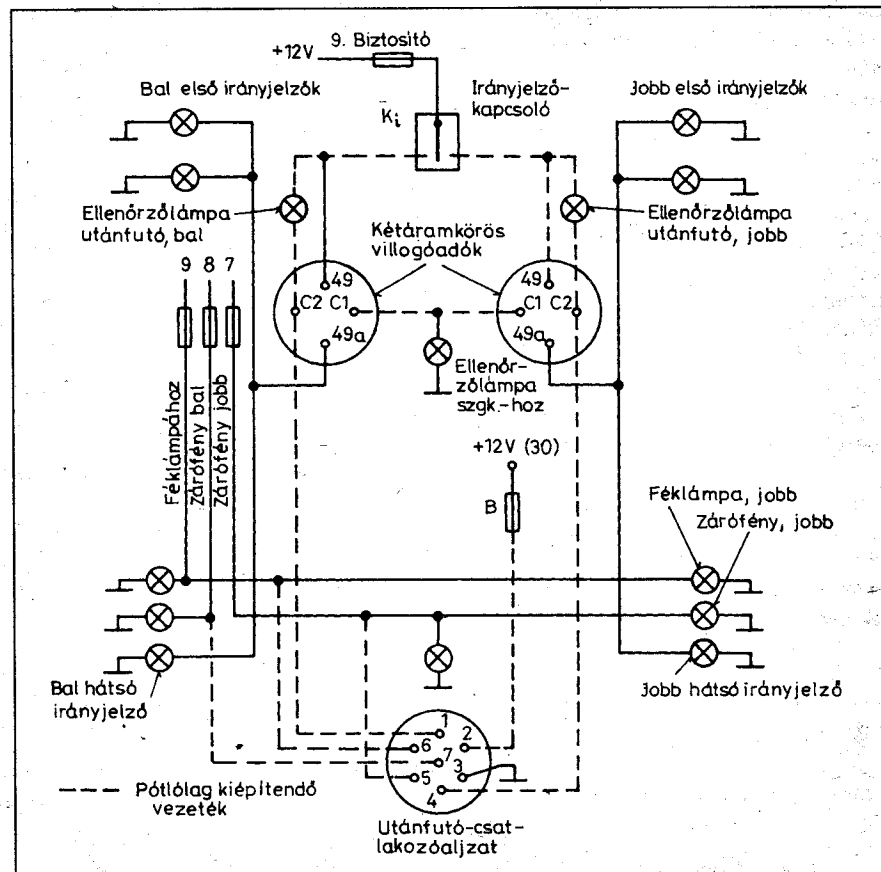 9. Biztosító
+12V
Bal első irányjelzők
Irányjelző-
kapcsoló
Jobb első irányjelzők
Ki
Ellenőrzőlámpa
utánfutó, bal
Kétáramkörös
villogóadók
Ellenőrzőlámpa
utánfutó, jobb
9 8 7
49
C2 C1
49a
49
C1 C2
49a
Ellenőr-
zőlámpa
szgk.-hoz
Féklámpához
Zárófény bal
Zárófény jobb
+12V (30)
B
Féklámpa, jobb
Zárófény, jobb
Bal hátsó
irányjelző
Jobb hátsó irányjelző
1
2
3
4
5
6
7
Pótlólag kiépítendő
vezeték
Utánfutó-csat-
lakozóaljzat